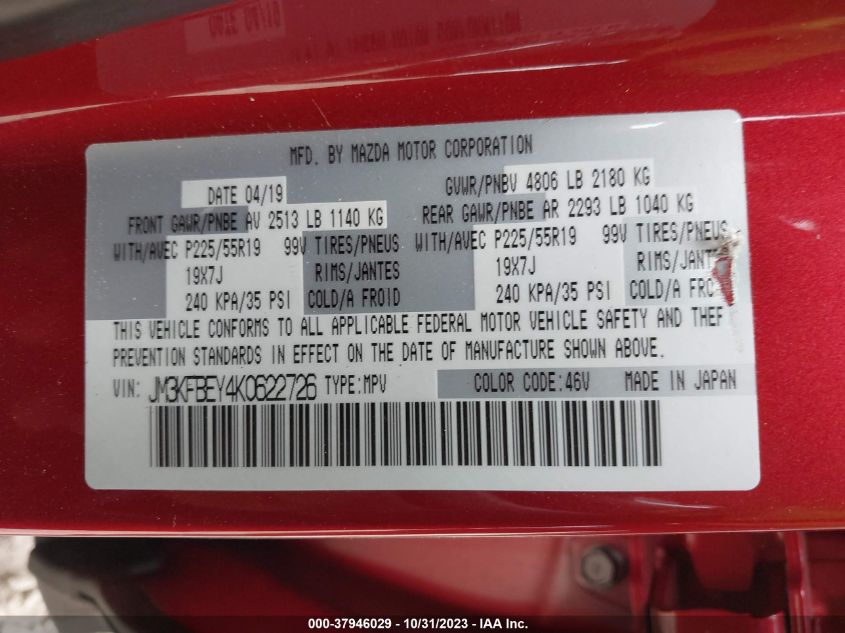 MFD. BY MAZDA MOTOR CORPORATION
DATE 04/19 GVWR/PNBV 4806 LB 2180 KG
FRONT GAWR/PNBE AV 2513 LB 1140 KG REAR GAWR/PNBE AR 2293 LB 1040 KG
WITH/AVEC P225/55R19 99V TIRES/PNEUS WITH/AVEC P225/55R19 99V TIRES/PNEUS
19X7J RIMS/JANTES 19X7J RIMS/JANTES
240 KPA/35 PSI COLD/A FROID 240 KPA/35 PSI COLD/A FRO
THIS VEHICLE CONFORMS TO ALL APPLICABLE FEDERAL MOTOR VEHICLE SAFETY AND THEF
PREVENTION STANDARDS IN EFFECT ON THE DATE OF MANUFACTURE SHOWN ABOVE.
VIN: JM3KFBEY4K0622726 TYPE:MPV COLOR CODE:46V MADE IN JAPAN
000-37946029 - 10/31/2023 - IAA Inc.